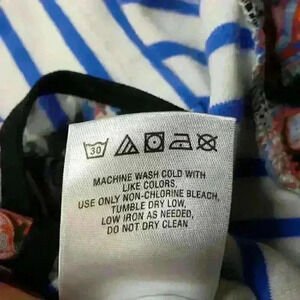 30
MACHINE WASH COLD WITH
LIKE COLORS,
USE ONLY NON-CHLORINE BLEACH,
TUMBLE DRY LOW,
LOW IRON AS NEEDED,
DO NOT DRY CLEAN